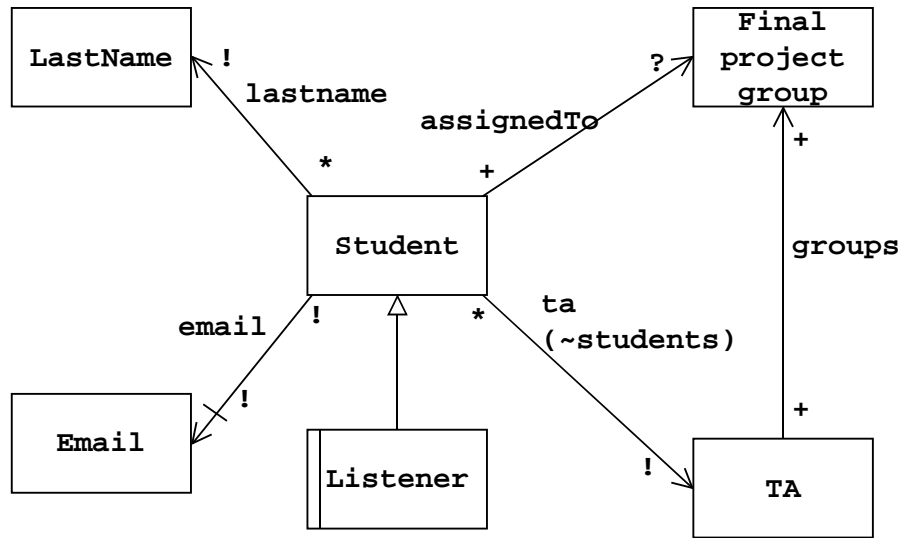 LastName
!
lastname
*
Final
project
group
?
assignedTo
+
+
Student
groups
email
!
!
*
ta
(~students)
Email
Listener
!
+
TA